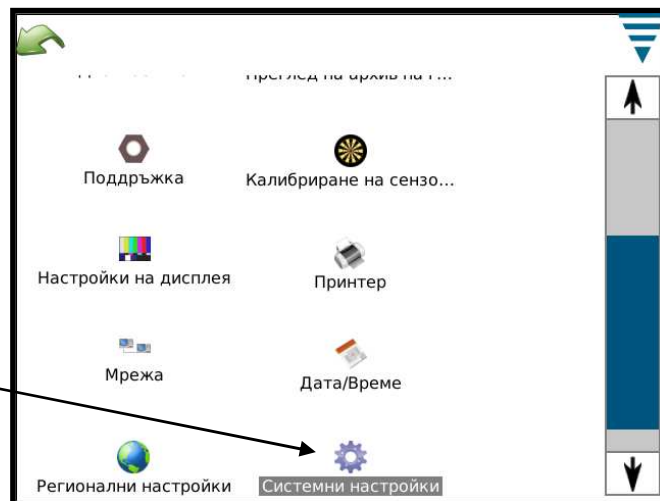 Преглед на архив на г...
Поддръжка
Калибриране на сензо...
Настройки на дисплея
Принтер
Мрежа
Дата/Време
Регионални настройки
Системни настройки